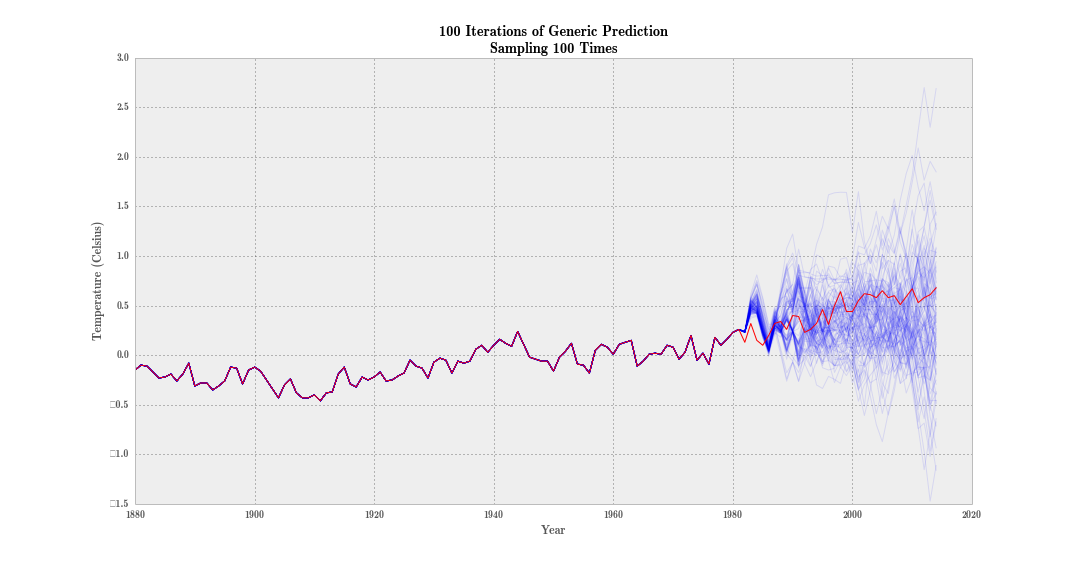 100 Iterations of Generic Prediction
Sampling 100 Times
3.0
2.5
2.0
1.5
1.0
0.5
0.0
□0.5
□1.0
□1.5
Temperature (Celsius)
1880 1900 1920 1940 1960 1980 2000 2020
Year